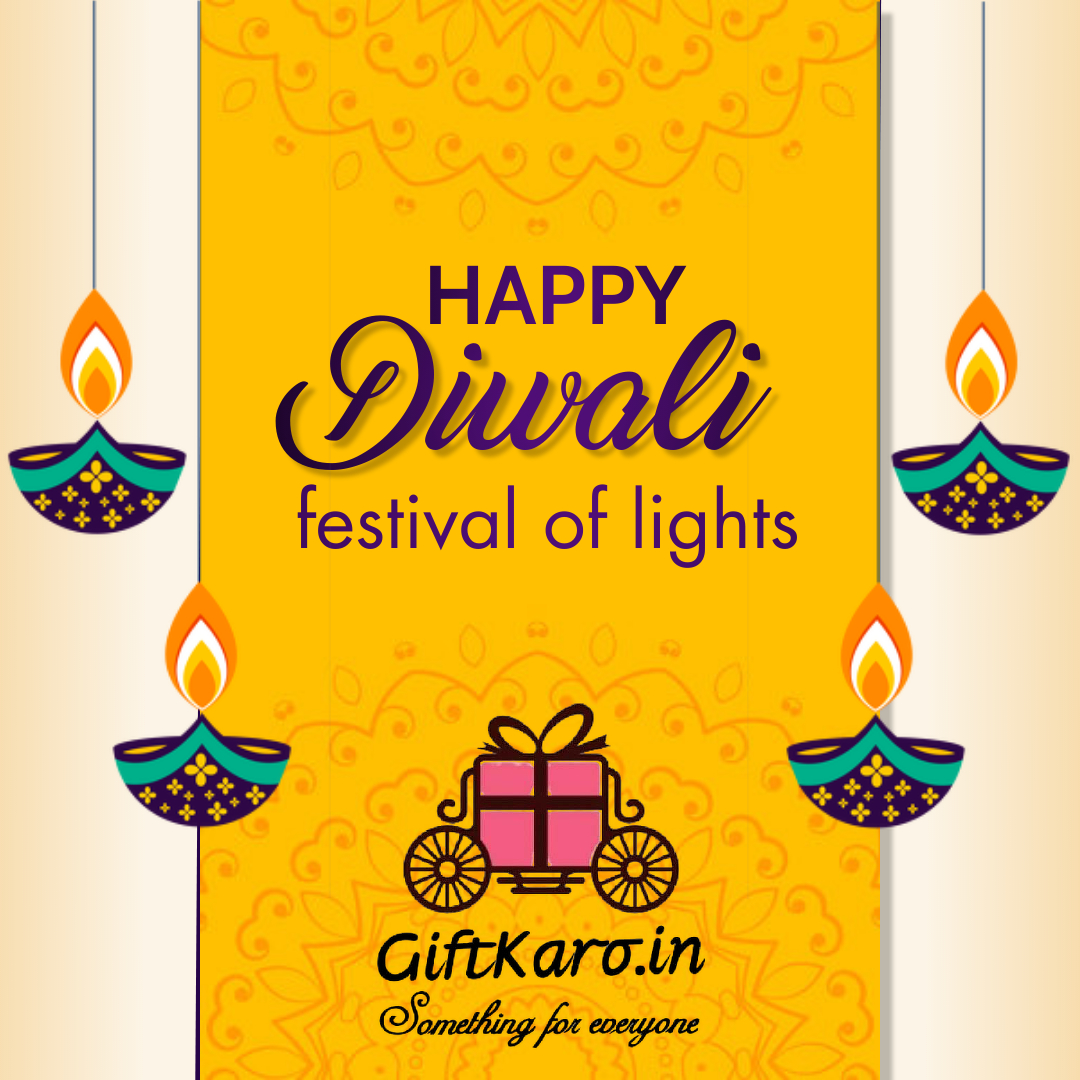 HAPPY
Diwali
festival of lights
GiftKaro.in
Something for everyone